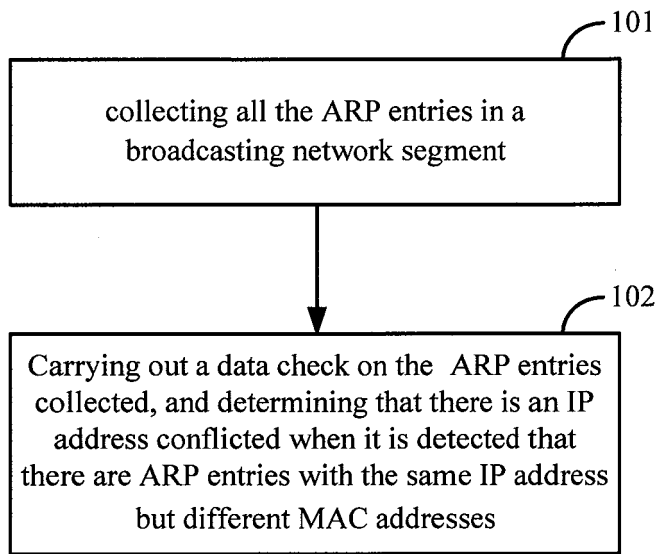 101
collecting all the ARP entries in a
broadcasting network segment
102
Carrying out a data check on the ARP entries
collected, and determining that there is an IP
address conflicted when it is detected that
there are ARP entries with the same IP address
but different MAC addresses